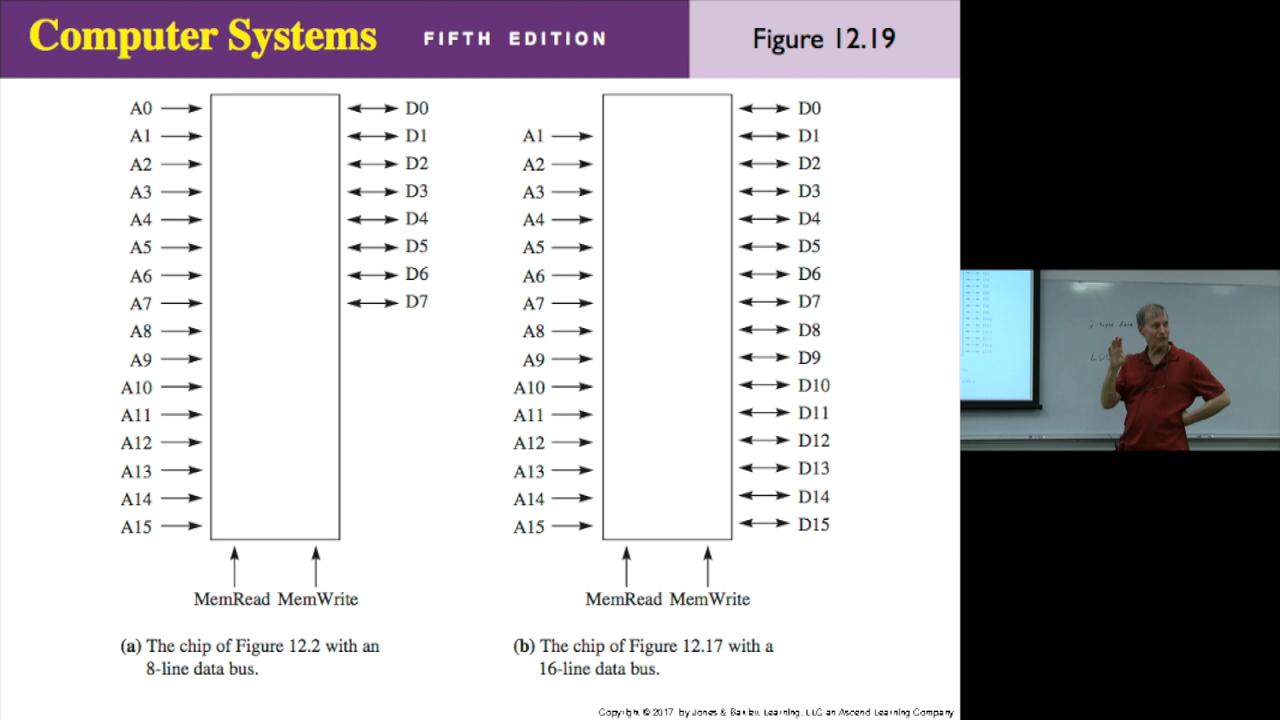 Computer Systems FIFTH EDITION Figure 12.19
A0 D0
A1 D1
A2 D2
A3 D3
A4 D4
A5 D5
A6 D6
A7 D7
A8
A9
A10
A11
A12
A13
A14
A15
MemRead MemWrite
(a) The chip of Figure 12.2 with an
8-line data bus.
D0
A1 D1
A2 D2
A3 D3
A4 D4
A5 D5
A6 D6
A7 D7
A8 D8
A9 D9
A10 D10
A11 D11
A12 D12
A13 D13
A14 D14
A15 D15
MemRead MemWrite
(b) The chip of Figure 12.17 with a
16-line data bus.
Copyright © 2017 by Jones & Bartlett Learning, LLC an Ascend Learning Company